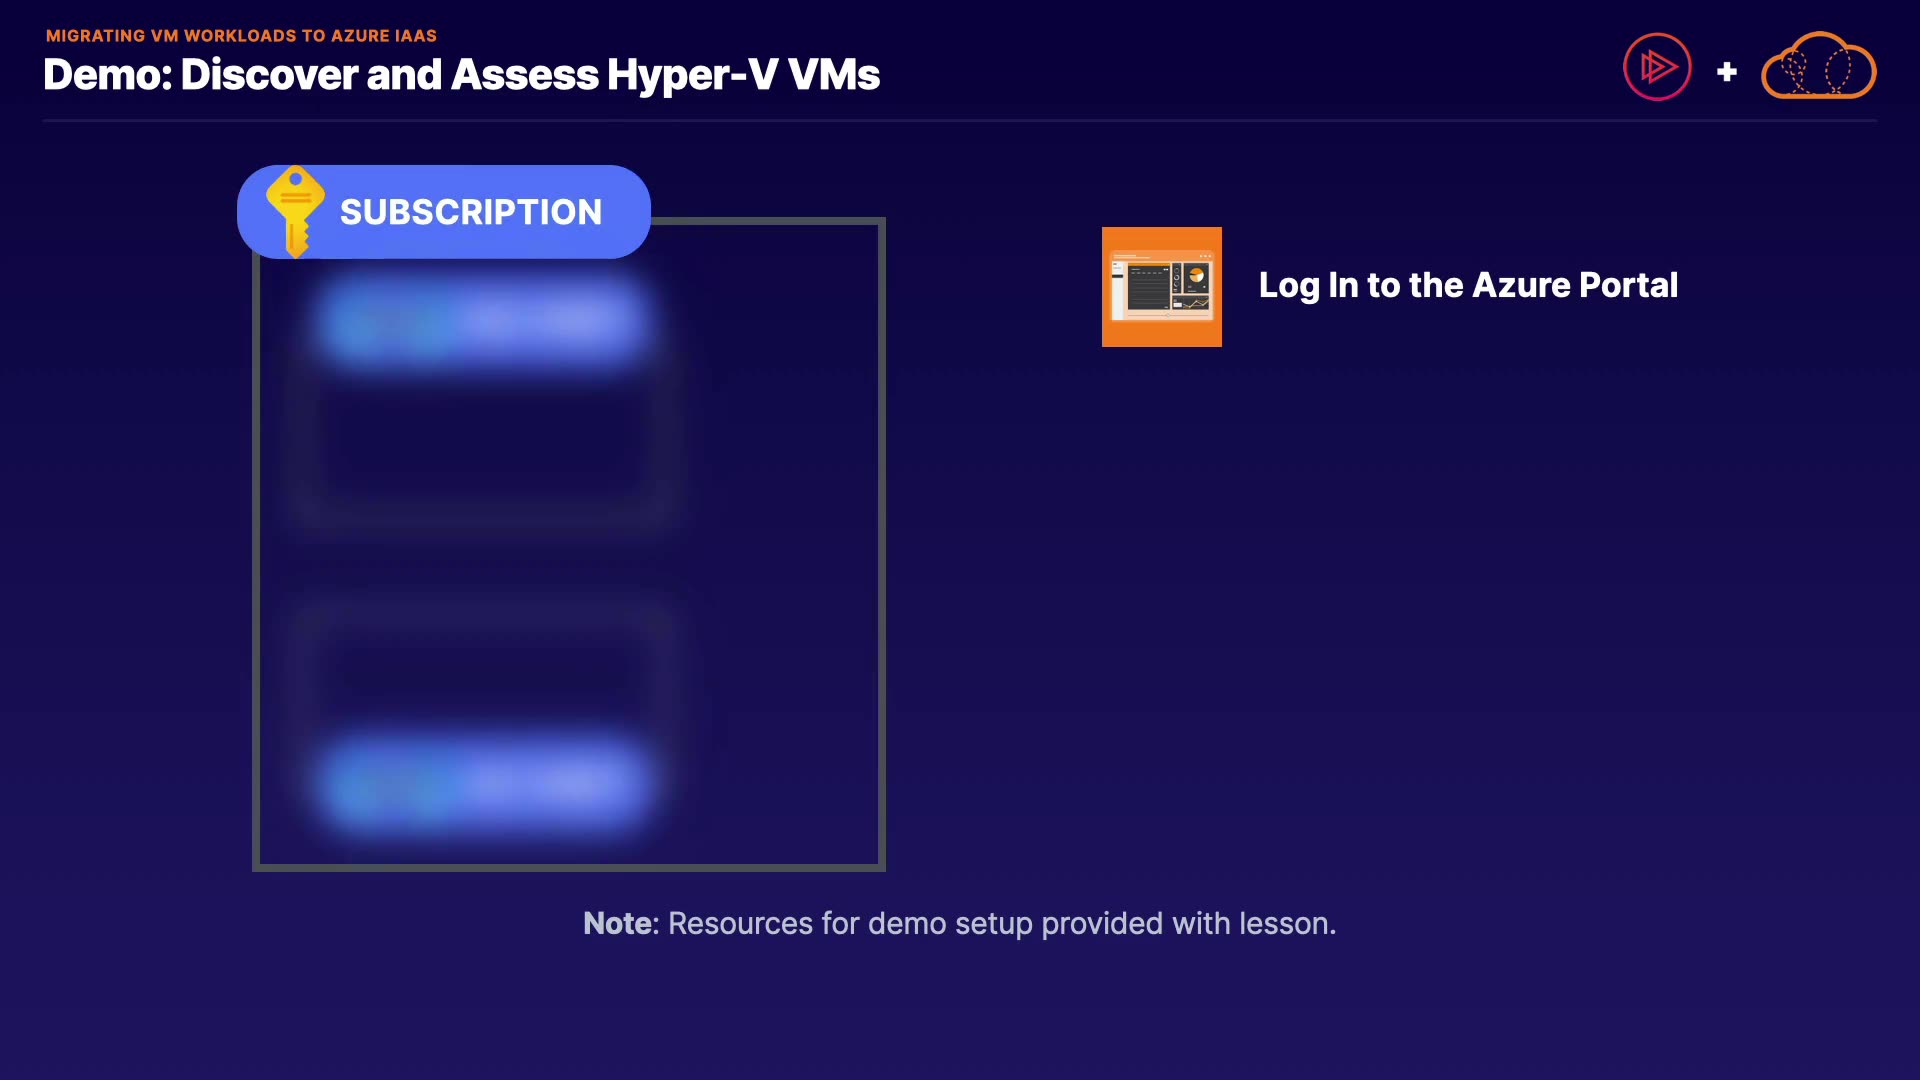 MIGRATING VM WORKLOADS TO AZURE IAAS
Demo: Discover and Assess Hyper-V VMs
SUBSCRIPTION
Log In to the Azure Portal
Note: Resources for demo setup provided with lesson.